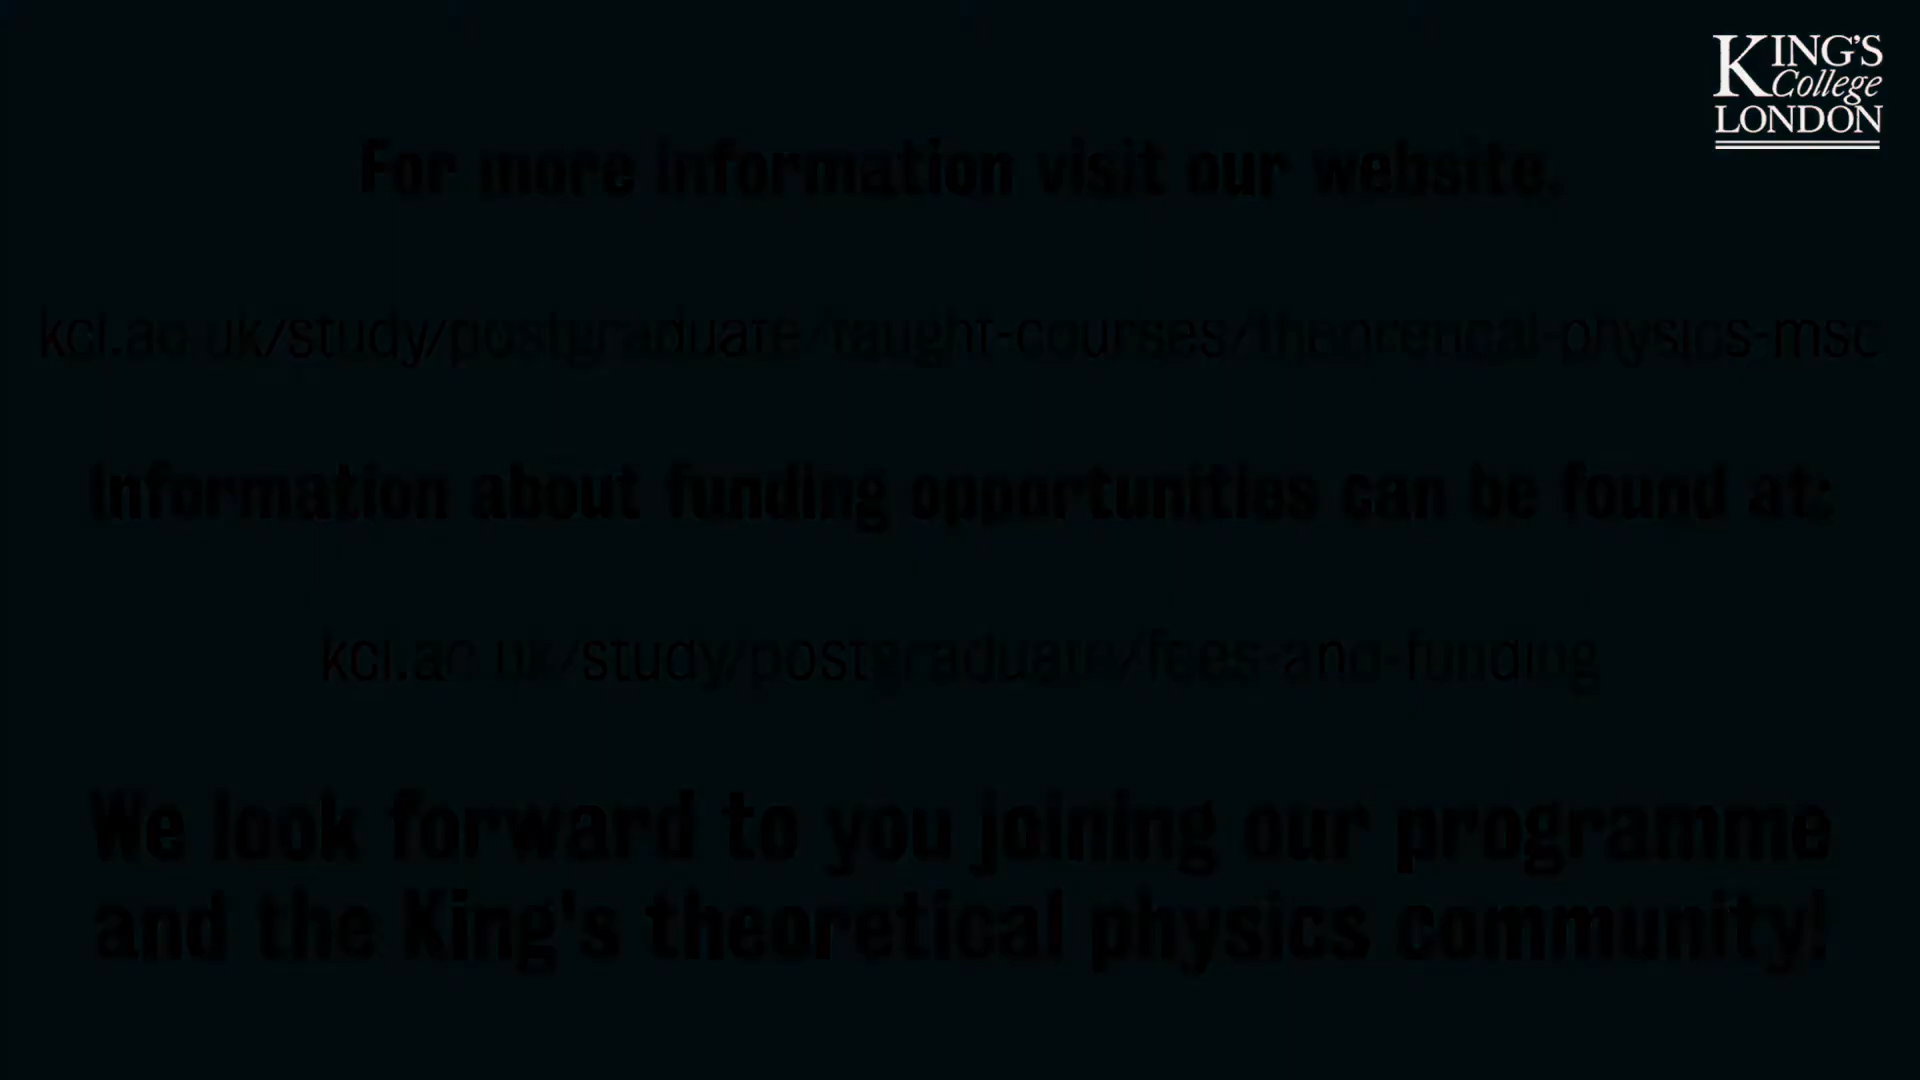 KING'S
College
LONDON
For more information visit our website.
kcl.ac.uk/study/postgraduate/taught-courses/theoretical-physics-msc
Information about funding opportunities can be found at:
kcl.ac.uk/study/postgraduate/fees-and-funding
We look forward to you joining our programme
and the King's theoretical physics community!